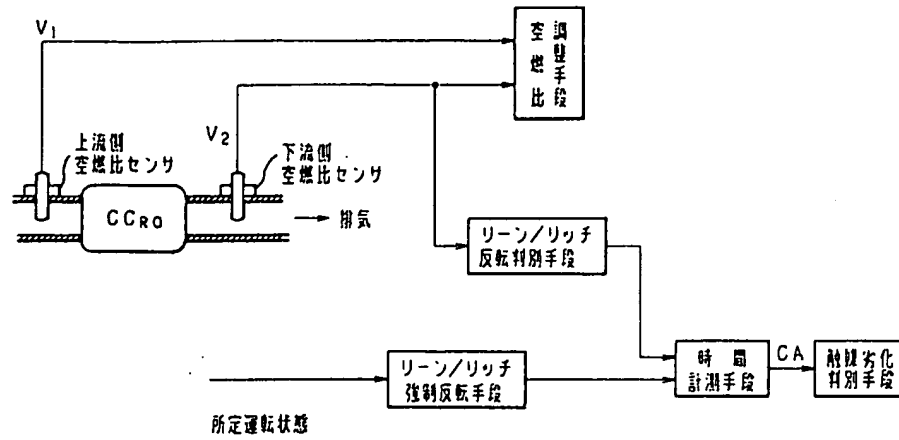 V₁
空燃比
調整手段
V₂
上流側
空燃比センサ
下流側
空燃比センサ
CCRO
排気
リーン/リッチ
反転判別手段
リーン/リッチ
強制反転手段
時間
計測手段
CA
触媒劣化
判別手段
所定運転状態